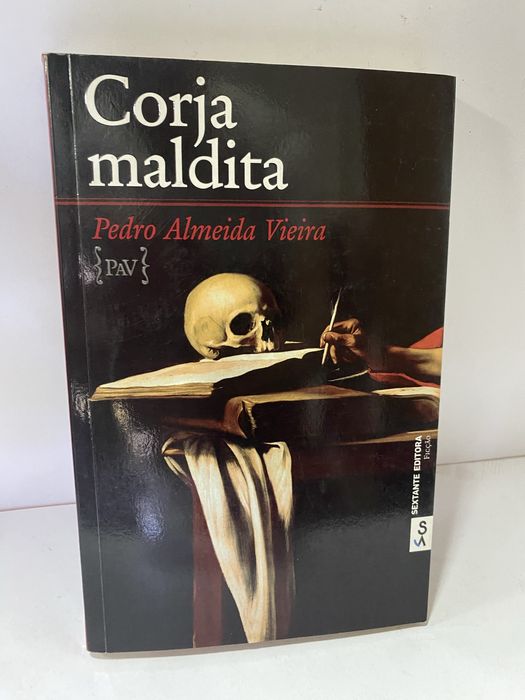 Corja
maldita
Pedro Almeida Vieira
{PAV}
SEXTANTE EDITORA
Ficção
S